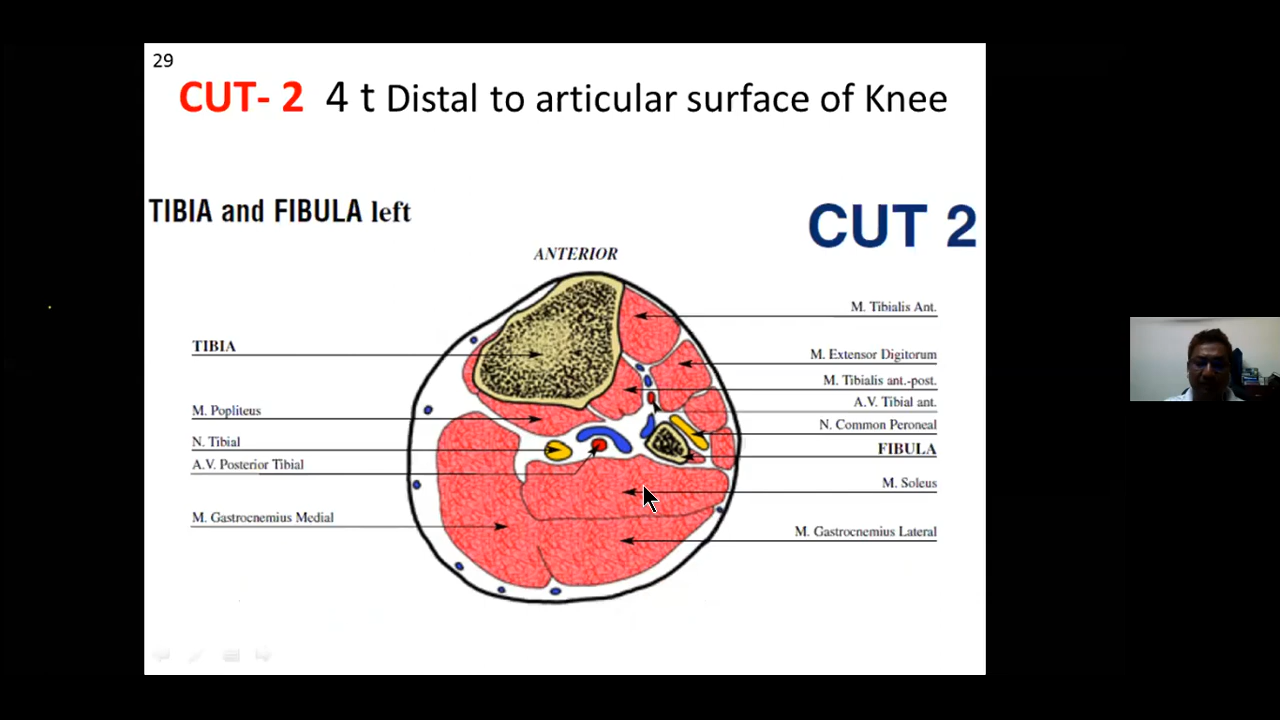 29
CUT- 2 4 t Distal to articular surface of Knee
TIBIA and FIBULA left
CUT 2
ANTERIOR
M. Tibialis Ant.
TIBIA
M. Extensor Digitorum
M. Tibialis ant.-post.
A.V. Tibial ant.
M. Popliteus
N. Common Peroneal
N. Tibial
FIBULA
A.V. Posterior Tibial
M. Soleus
M. Gastrocnemius Medial
M. Gastrocnemius Lateral